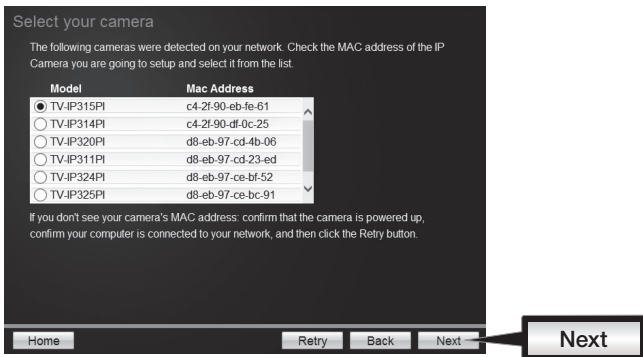 Select your camera
The following cameras were detected on your network. Check the MAC address of the IP
Camera you are going to setup and select it from the list.
Model Mac Address
TV-IP315PI c4-2f-90-eb-fe-61
TV-IP314PI c4-2f-90-df-0c-25
TV-IP320PI d8-eb-97-cd-4b-06
TV-IP311PI d8-eb-97-cd-23-ed
TV-IP324PI d8-eb-97-ce-bf-52
TV-IP325PI d8-eb-97-ce-bc-91
If you don't see your camera's MAC address: confirm that the camera is powered up,
confirm your computer is connected to your network, and then click the Retry button.
Home Retry Back Next Next